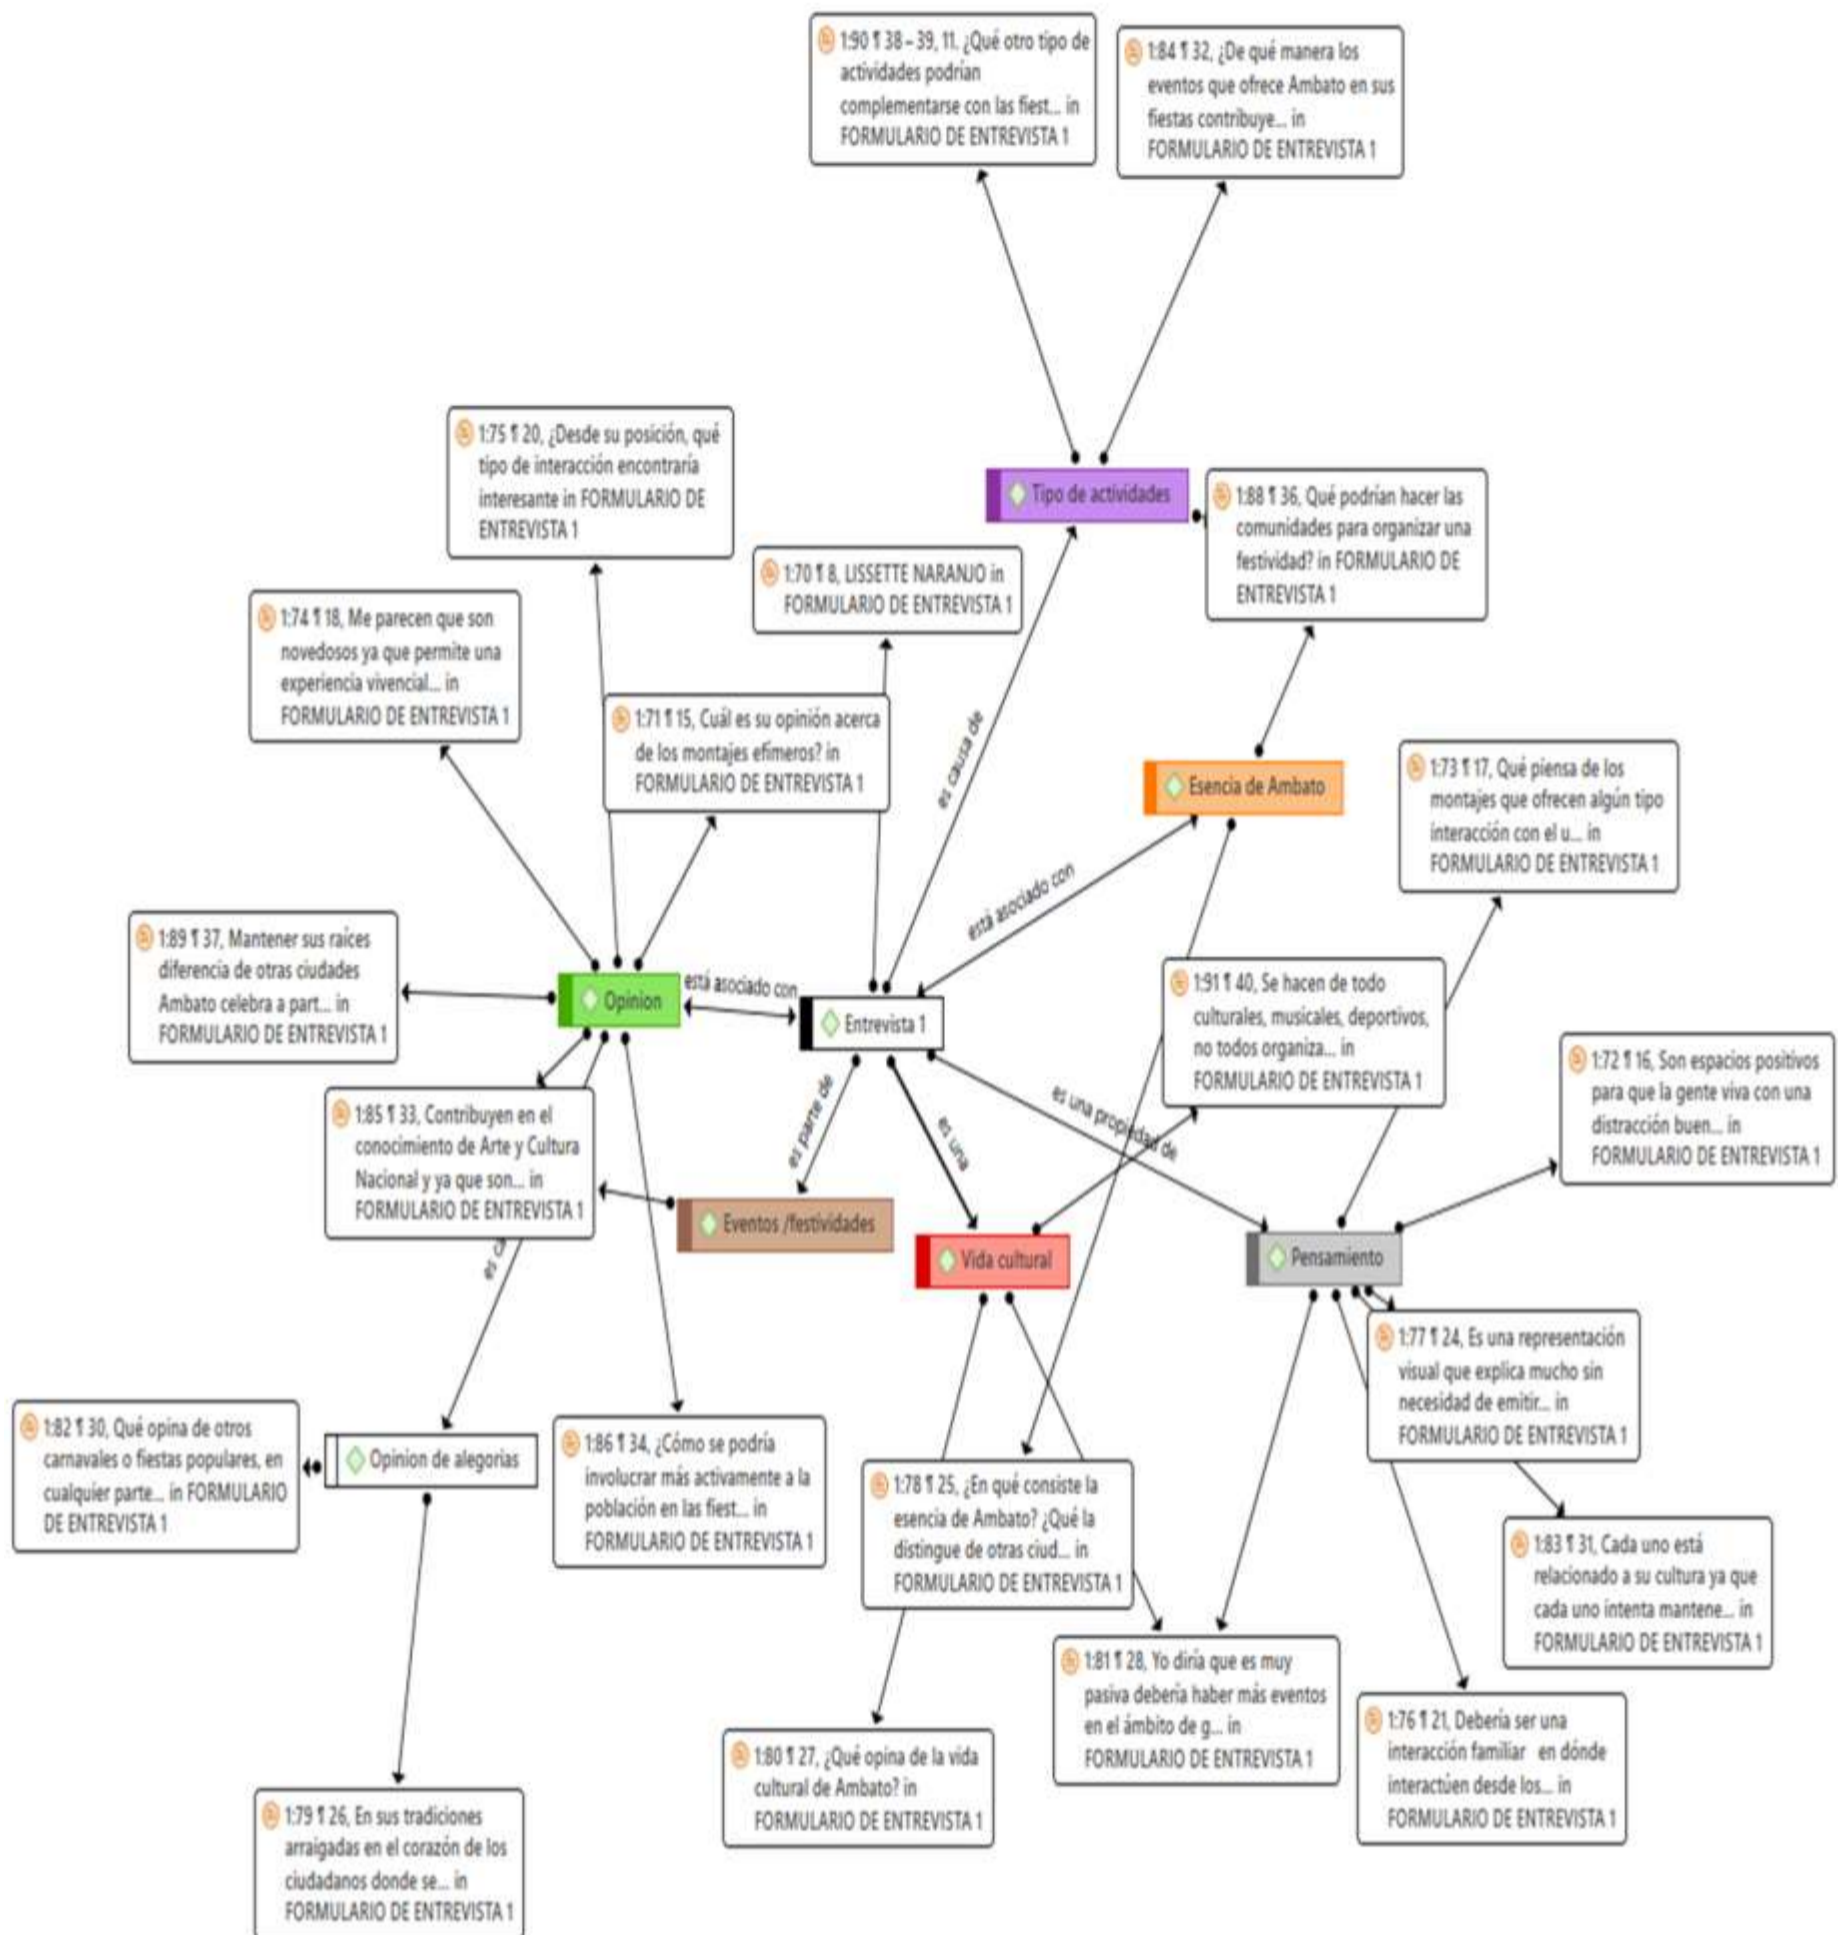 1:90 ¶ 38 – 39, 11. ¿Qué otro tipo de
actividades podrían
complementarse con las fiest... in
FORMULARIO DE ENTREVISTA 1
1:84 ¶ 32, ¿De qué manera los
eventos que ofrece Ambato en sus
fiestas contribuye... in
FORMULARIO DE ENTREVISTA 1
1:75 ¶ 20, ¿Desde su posición, qué
tipo de interacción encontraría
interesante in FORMULARIO DE
ENTREVISTA 1
Tipo de actividades
1:88 ¶ 36, Qué podrían hacer las
comunidades para organizar una
festividad? in FORMULARIO DE
ENTREVISTA 1
1:70 ¶ 8, LISSETTE NARANJO in
FORMULARIO DE ENTREVISTA 1
1:74 ¶ 18, Me parecen que son
novedosos ya que permite una
experiencia vivencial... in
FORMULARIO DE ENTREVISTA 1
1:71 ¶ 15, Cuál es su opinión acerca
de los montajes efímeros? in
FORMULARIO DE ENTREVISTA 1
es causa de
Esencia de Ambato
1:73 ¶ 17, Qué piensa de los
montajes que ofrecen algún tipo
interacción con el u... in
FORMULARIO DE ENTREVISTA 1
está asociado con
1:89 ¶ 37, Mantener sus raíces
diferencia de otras ciudades
Ambato celebra a part... in
FORMULARIO DE ENTREVISTA 1
Opinion
está asociado con
Entrevista 1
1:91 ¶ 40, Se hacen de todo
culturales, musicales, deportivos,
no todos organiza... in
FORMULARIO DE ENTREVISTA 1
1:72 ¶ 16, Son espacios positivos
para que la gente viva con una
distracción buen... in
FORMULARIO DE ENTREVISTA 1
1:85 ¶ 33, Contribuyen en el
conocimiento de Arte y Cultura
Nacional y ya que son... in
FORMULARIO DE ENTREVISTA 1
es parte de
es una
es una propiedad de
es
Eventos /festividades
Vida cultural
Pensamiento
1:77 ¶ 24, Es una representación
visual que explica mucho sin
necesidad de emitir... in
FORMULARIO DE ENTREVISTA 1
1:82 ¶ 30, Qué opina de otros
carnavales o fiestas populares, en
cualquier parte... in FORMULARIO
DE ENTREVISTA 1
Opinion de alegorias
1:86 ¶ 34, ¿Cómo se podría
involucrar más activamente a la
población en las fiest... in
FORMULARIO DE ENTREVISTA 1
1:78 ¶ 25, ¿En qué consiste la
esencia de Ambato? ¿Qué la
distingue de otras ciud... in
FORMULARIO DE ENTREVISTA 1
1:83 ¶ 31, Cada uno está
relacionado a su cultura ya que
cada uno intenta mantene... in
FORMULARIO DE ENTREVISTA 1
1:81 ¶ 28, Yo diría que es muy
pasiva debería haber más eventos
en el ámbito de g... in
FORMULARIO DE ENTREVISTA 1
1:76 ¶ 21, Debería ser una
interacción familiar en dónde
interactúen desde los... in
FORMULARIO DE ENTREVISTA 1
1:80 ¶ 27, ¿Qué opina de la vida
cultural de Ambato? in
FORMULARIO DE ENTREVISTA 1
1:79 ¶ 26, En sus tradiciones
arraigadas en el corazón de los
ciudadanos donde se... in
FORMULARIO DE ENTREVISTA 1